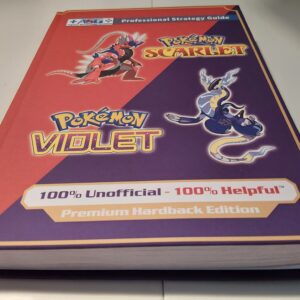 Professional Strategy Guide
POKéMON
SCARLET
POKéMON
VIOLET
100% Unofficial - 100% Helpful™
Premium Hardback Edition